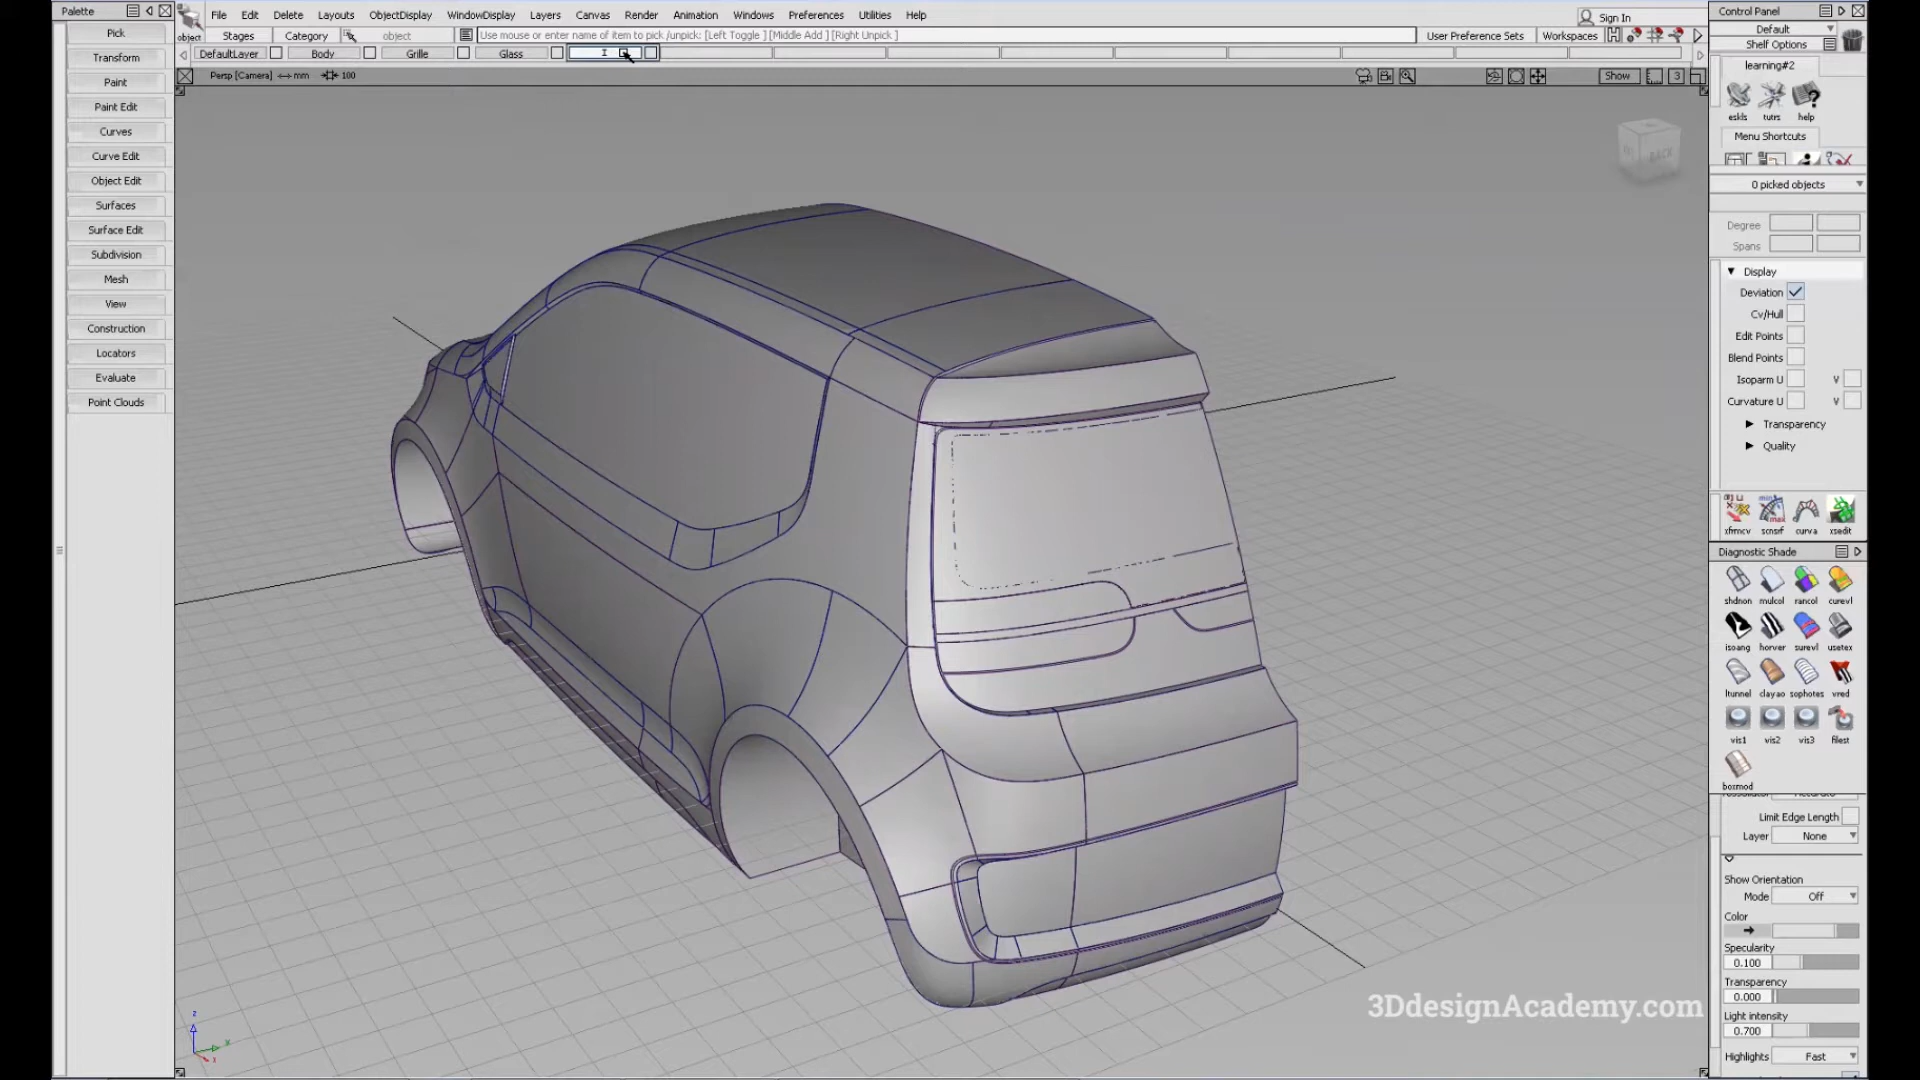 Palette
File Edit Delete Layouts ObjectDisplay WindowDisplay Layers Canvas Render Animation Windows Preferences Utilities Help
Sign In
Control Panel
Default
Shelf Options
object
Stages Category object Use mouse or enter name of item to pick /unpick: [Left Toggle ] [Middle Add ] [Right Unpick ] User Preference Sets Workspaces
DefaultLayer Body Grille Glass
Persp [Camera] mm 100
Show 3
Pick
Transform
Paint
Paint Edit
Curves
Curve Edit
Object Edit
Surfaces
Surface Edit
Subdivision
Mesh
View
Construction
Locators
Evaluate
Point Clouds
BACK
z
y
x
3DdesignAcademy.com
learning#2
eskls tutrs help
Menu Shortcuts
0 picked objects
Degree
Spans
Display
Deviation
Cv/Hull
Edit Points
Blend Points
Isoparm U V
Curvature U V
Transparency
Quality
xfrmcv scnsrf curva xsedit
Diagnostic Shade
shdnon mulcol rancol curevl
isoang horver surevl usetex
ltunnel clayao sophotes vred
vis1 vis2 vis3 filest
boxmod
Limit Edge Length
Layer None
Show Orientation
Mode Off
Color
Specularity
0.100
Transparency
0.000
Light intensity
0.700
Highlights Fast